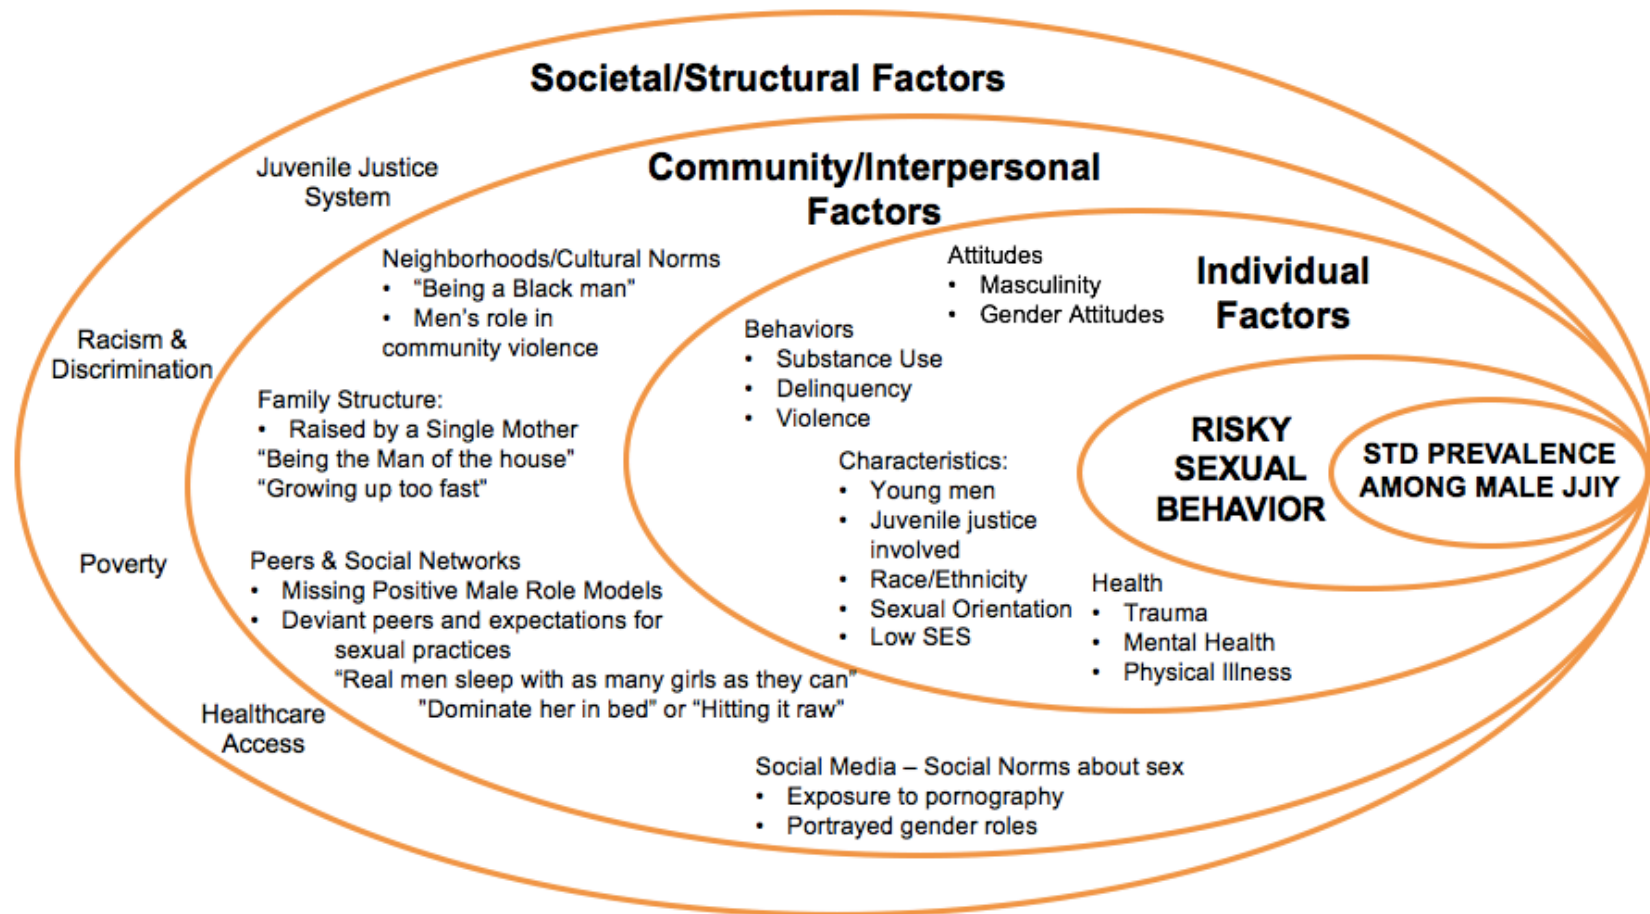 Societal/Structural Factors
Juvenile Justice
System
Racism &
Discrimination
Poverty
Healthcare
Access
Community/Interpersonal
Factors
Neighborhoods/Cultural Norms
• “Being a Black man”
• Men’s role in
community violence
Family Structure:
• Raised by a Single Mother
“Being the Man of the house”
“Growing up too fast”
Peers & Social Networks
• Missing Positive Male Role Models
• Deviant peers and expectations for
sexual practices
“Real men sleep with as many girls as they can”
"Dominate her in bed” or “Hitting it raw”
Social Media – Social Norms about sex
• Exposure to pornography
• Portrayed gender roles
Individual
Factors
Attitudes
• Masculinity
• Gender Attitudes
Behaviors
• Substance Use
• Delinquency
• Violence
Characteristics:
• Young men
• Juvenile justice
involved
• Race/Ethnicity
• Sexual Orientation
• Low SES
Health
• Trauma
• Mental Health
• Physical Illness
RISKY
SEXUAL
BEHAVIOR
STD PREVALENCE
AMONG MALE JJIY